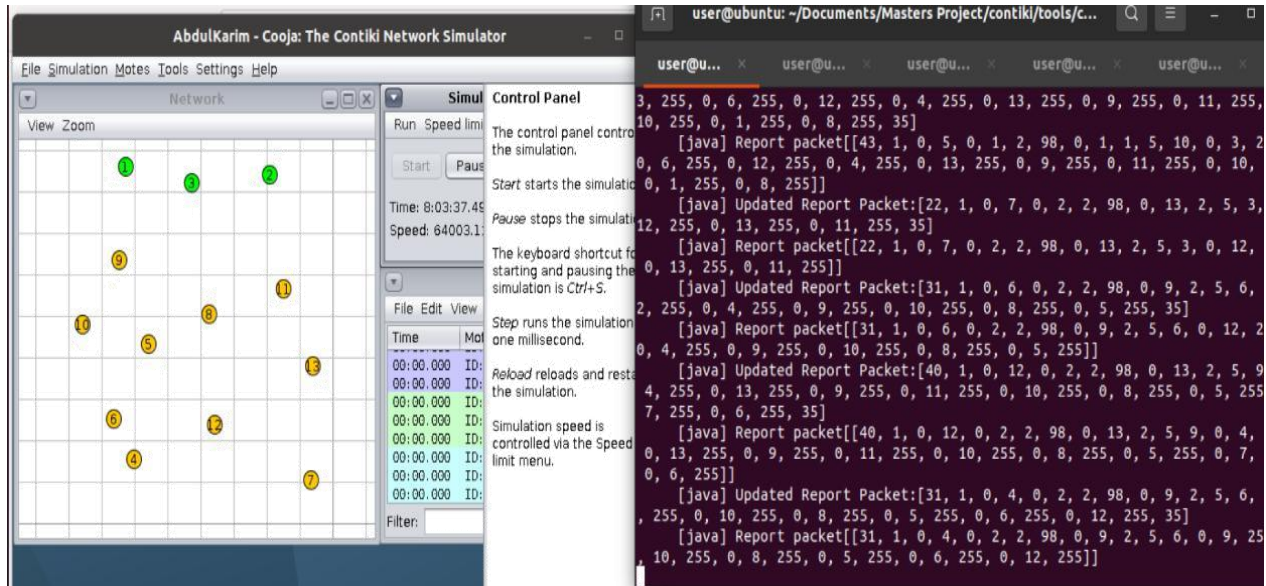 AbdulKarim - Cooja: The Contiki Network Simulator
File Simulation Motes Tools Settings Help
Network
View Zoom
1
3
2
9
11
10
8
5
13
6
12
4
7
Simul
Run Speed limi
Start Paus
Time: 8:03:37.49
Speed: 64003.1
File Edit View
Time Mot
00:00.000 ID:
00:00.000 ID:
00:00.000 ID:
00:00.000 ID:
00:00.000 ID:
00:00.000 ID:
00:00.000 ID:
Filter:
Control Panel
The control panel contro
the simulation.
Start starts the simulatio
Pause stops the simulati
The keyboard shortcut fo
starting and pausing the
simulation is Ctrl+S.
Step runs the simulation
one millisecond.
Reload reloads and resta
the simulation.
Simulation speed is
controlled via the Speed
limit menu.
user@ubuntu: ~/Documents/Masters Project/contiki/tools/c...
user@u... user@u... user@u... user@u... user@u...
3, 255, 0, 6, 255, 0, 12, 255, 0, 4, 255, 0, 13, 255, 0, 9, 255, 0, 11, 255,
10, 255, 0, 1, 255, 0, 8, 255, 35]
[java] Report packet[[43, 1, 0, 5, 0, 1, 2, 98, 0, 1, 1, 5, 10, 0, 3, 2
0, 6, 255, 0, 12, 255, 0, 4, 255, 0, 13, 255, 0, 9, 255, 0, 11, 255, 0, 10,
0, 1, 255, 0, 8, 255]]
[java] Updated Report Packet:[22, 1, 0, 7, 0, 2, 2, 98, 0, 13, 2, 5, 3,
12, 255, 0, 13, 255, 0, 11, 255, 35]
[java] Report packet[[22, 1, 0, 7, 0, 2, 2, 98, 0, 13, 2, 5, 3, 0, 12,
0, 13, 255, 0, 11, 255]]
[java] Updated Report Packet:[31, 1, 0, 6, 0, 2, 2, 98, 0, 9, 2, 5, 6,
2, 255, 0, 4, 255, 0, 9, 255, 0, 10, 255, 0, 8, 255, 0, 5, 255, 35]
[java] Report packet[[31, 1, 0, 6, 0, 2, 2, 98, 0, 9, 2, 5, 6, 0, 12, 2
0, 4, 255, 0, 9, 255, 0, 10, 255, 0, 8, 255, 0, 5, 255]]
[java] Updated Report Packet:[40, 1, 0, 12, 0, 2, 2, 98, 0, 13, 2, 5, 9
4, 255, 0, 13, 255, 0, 9, 255, 0, 11, 255, 0, 10, 255, 0, 8, 255, 0, 5, 255
7, 255, 0, 6, 255, 35]
[java] Report packet[[40, 1, 0, 12, 0, 2, 2, 98, 0, 13, 2, 5, 9, 0, 4,
0, 13, 255, 0, 9, 255, 0, 11, 255, 0, 10, 255, 0, 8, 255, 0, 5, 255, 0, 7,
0, 6, 255]]
[java] Updated Report Packet:[31, 1, 0, 4, 0, 2, 2, 98, 0, 9, 2, 5, 6,
, 255, 0, 10, 255, 0, 8, 255, 0, 5, 255, 0, 6, 255, 0, 12, 255, 35]
[java] Report packet[[31, 1, 0, 4, 0, 2, 2, 98, 0, 9, 2, 5, 6, 0, 9, 25
, 10, 255, 0, 8, 255, 0, 5, 255, 0, 6, 255, 0, 12, 255]]